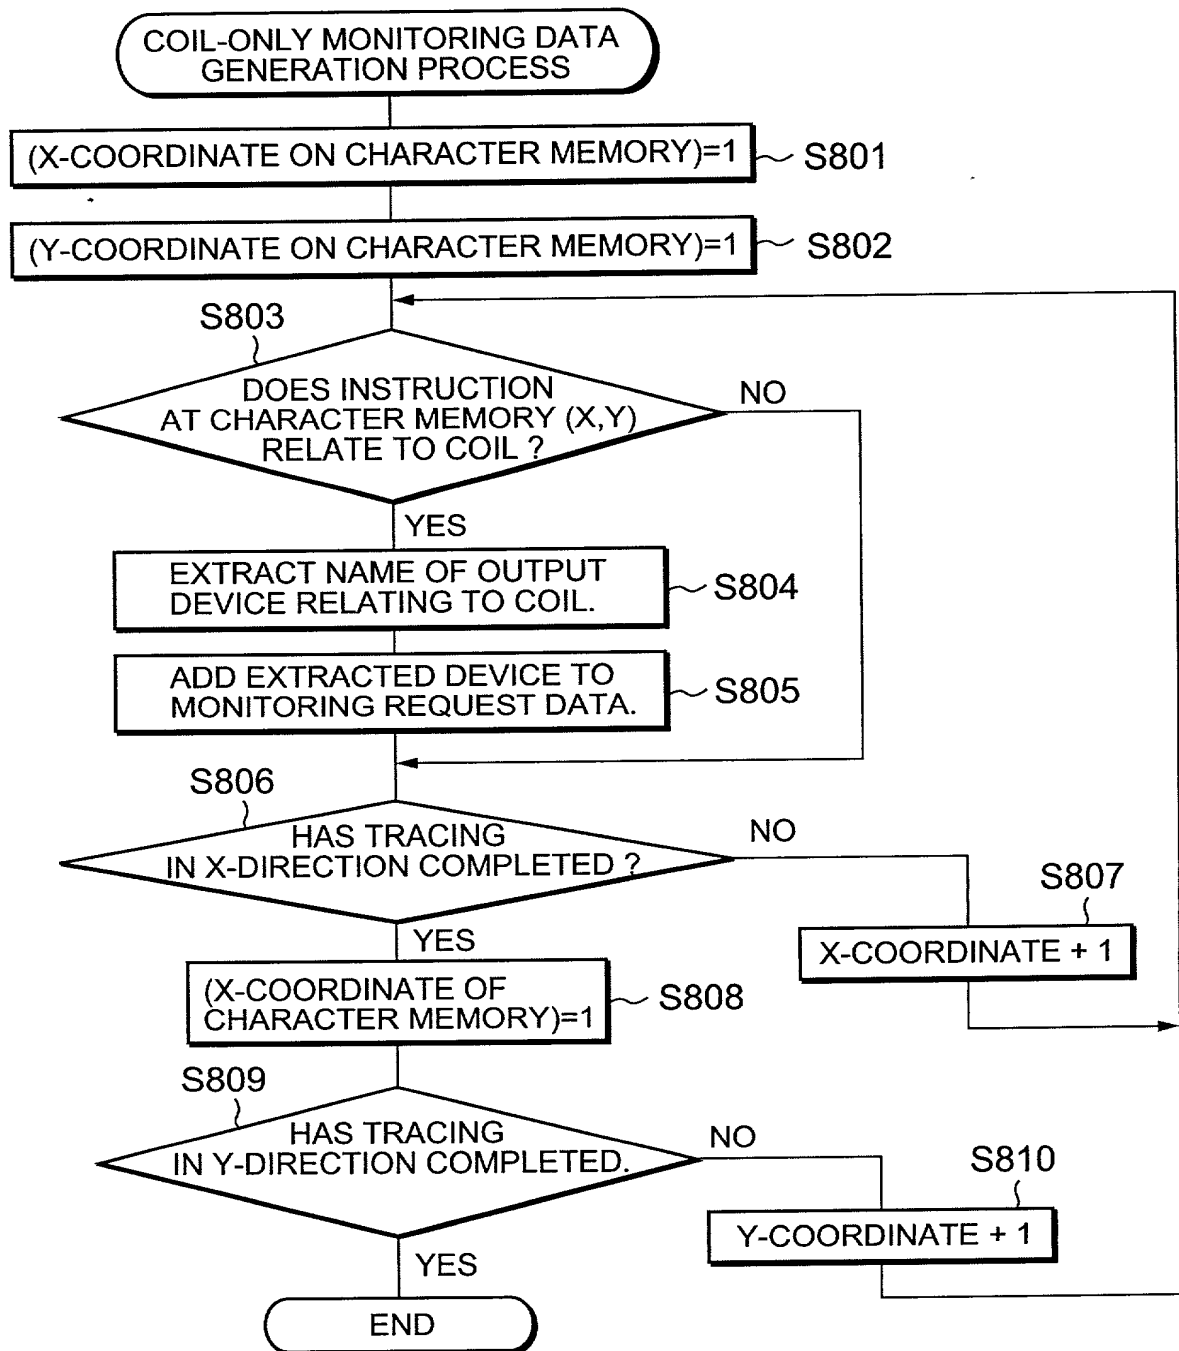 COIL-ONLY MONITORING DATA
GENERATION PROCESS
(X-COORDINATE ON CHARACTER MEMORY)=1
S801
(Y-COORDINATE ON CHARACTER MEMORY)=1
S802
S803
DOES INSTRUCTION
AT CHARACTER MEMORY (X,Y)
RELATE TO COIL ?
NO
YES
EXTRACT NAME OF OUTPUT
DEVICE RELATING TO COIL.
S804
ADD EXTRACTED DEVICE TO
MONITORING REQUEST DATA.
S805
S806
HAS TRACING
IN X-DIRECTION COMPLETED ?
NO
S807
X-COORDINATE + 1
YES
(X-COORDINATE OF
CHARACTER MEMORY)=1
S808
S809
HAS TRACING
IN Y-DIRECTION COMPLETED.
NO
S810
Y-COORDINATE + 1
YES
END